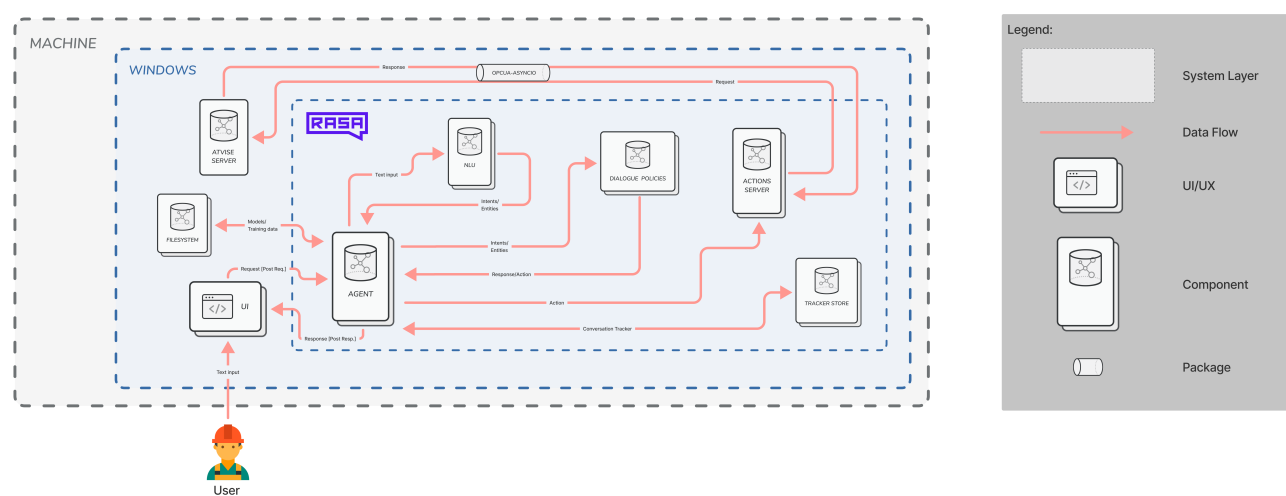 MACHINE
WINDOWS
Response
OPCUA-ASYNCIO
Request
RASA
ATVISE
SERVER
NLU
Text input
DIALOGUE POLICIES
ACTIONS
SERVER
Intents/
Entities
FILESYSTEM
Models/
Training data
Intents/
Entities
Request [Post Req.]
Response/Action
AGENT
UI
Action
TRACKER STORE
Conversation Tracker
Response [Post Resp.]
Text input
User
Legend:
System Layer
Data Flow
UI/UX
Component
Package